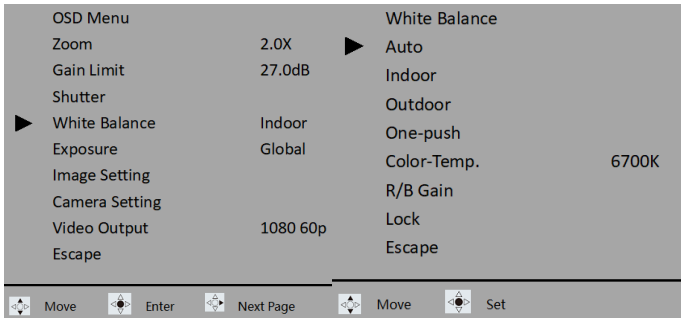 OSD Menu
Zoom 2.0X
Gain Limit 27.0dB
Shutter
White Balance Indoor
Exposure Global
Image Setting
Camera Setting
Video Output 1080 60p
Escape
Move Enter Next Page
White Balance
Auto
Indoor
Outdoor
One-push
Color-Temp. 6700K
R/B Gain
Lock
Escape
Move Set